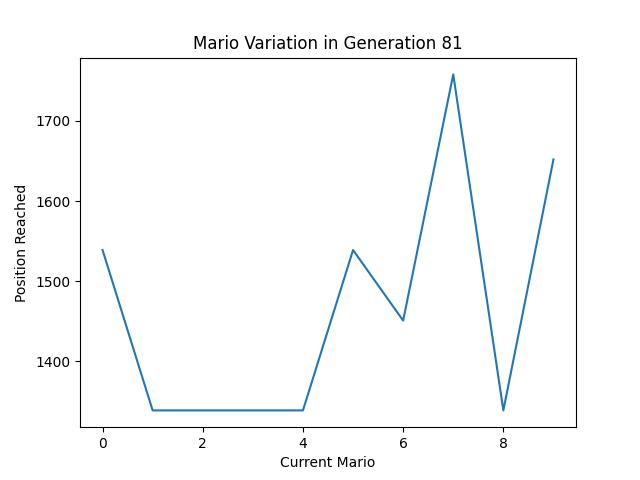 Mario Variation in Generation 81
Position Reached
1700
1600
1500
1400
0 2 4 6 8
Current Mario